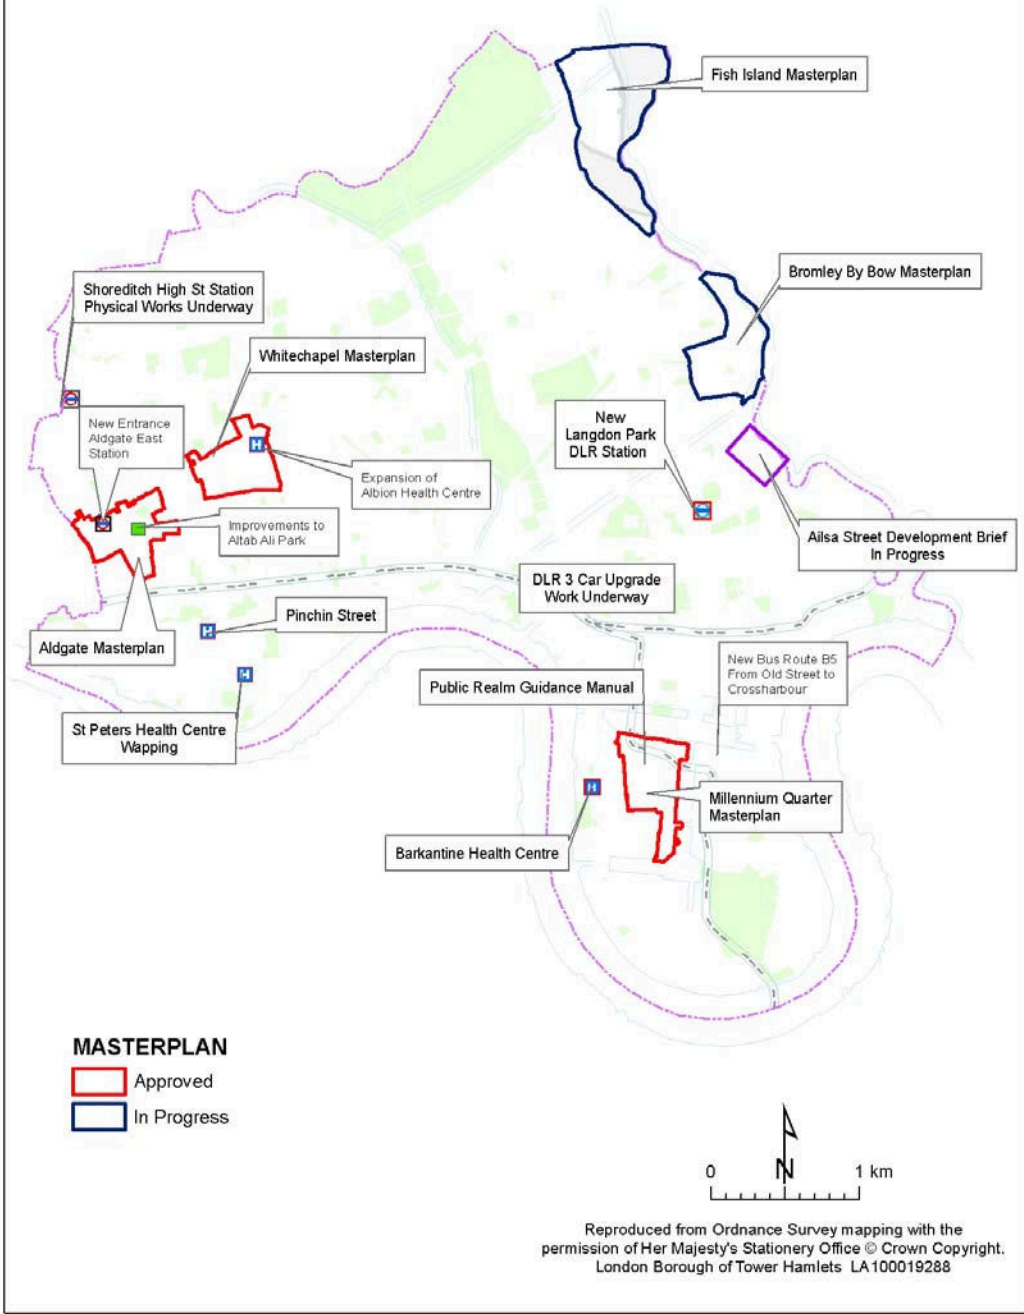 Fish Island Masterplan
Bromley By Bow Masterplan
Shoreditch High St Station
Physical Works Underway
Whitechapel Masterplan
New Entrance
Aldgate East
Station
New
Langdon Park
DLR Station
H
Expansion of
Albion Health Centre
Improvements to
Altab Ali Park
Ailsa Street Development Brief
In Progress
DLR 3 Car Upgrade
Work Underway
Pinchin Street
H
Aldgate Masterplan
New Bus Route B5
From Old Street to
Crossharbour
H
Public Realm Guidance Manual
St Peters Health Centre
Wapping
H
Millennium Quarter
Masterplan
Barkantine Health Centre
MASTERPLAN
Approved
In Progress
0 N 1 km
Reproduced from Ordnance Survey mapping with the
permission of Her Majesty's Stationery Office © Crown Copyright.
London Borough of Tower Hamlets LA100019288